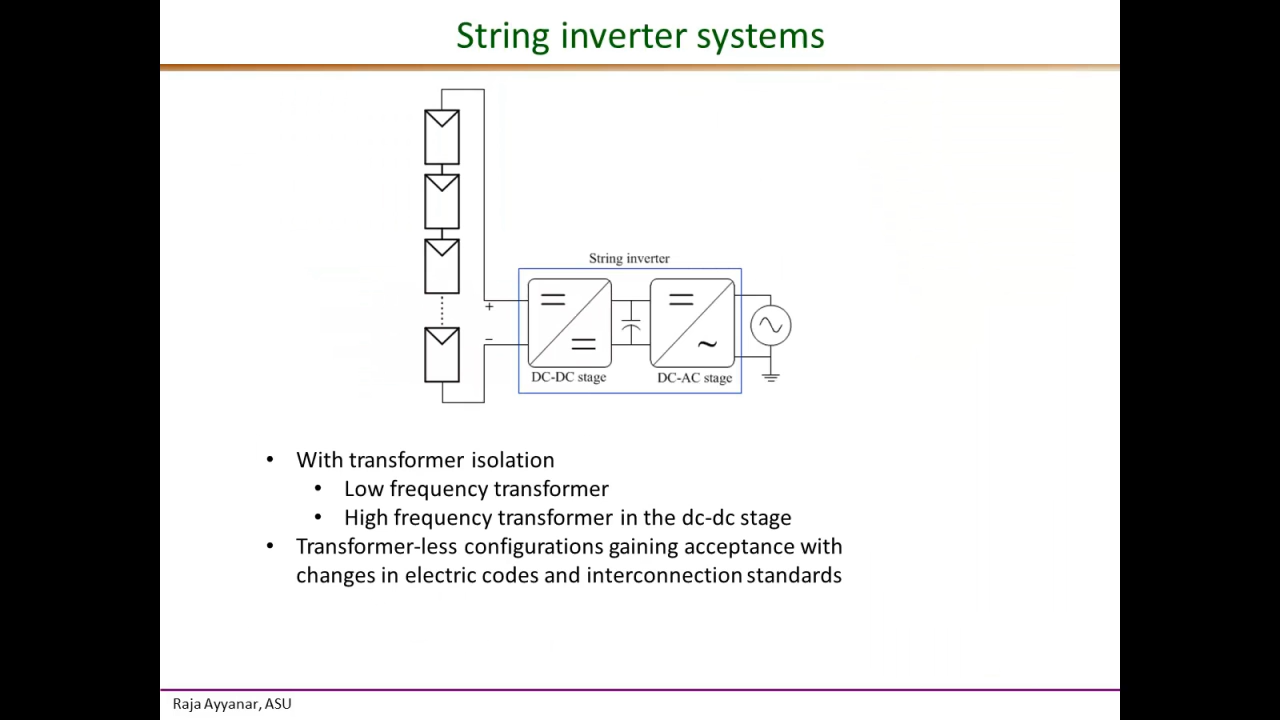 String inverter systems
String inverter
+
−
DC-DC stage
DC-AC stage
• With transformer isolation
• Low frequency transformer
• High frequency transformer in the dc-dc stage
• Transformer-less configurations gaining acceptance with
changes in electric codes and interconnection standards
Raja Ayyanar, ASU